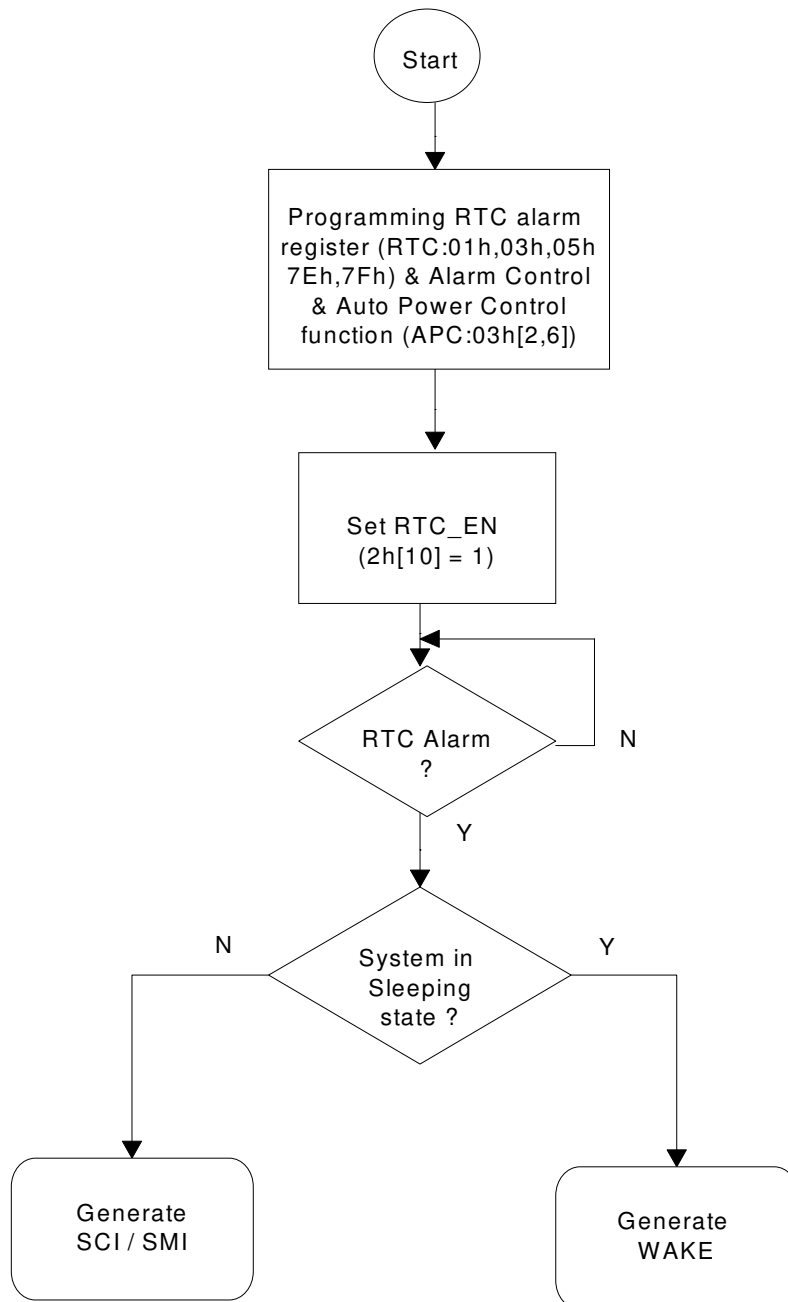 Start
Programming RTC alarm
register (RTC:01h,03h,05h
7Eh,7Fh) & Alarm Control
& Auto Power Control
function (APC:03h[2,6])
Set RTC_EN
(2h[10] = 1)
RTC Alarm
?
N
Y
N
Y
System in
Sleeping
state ?
Generate
SCI / SMI
Generate
WAKE